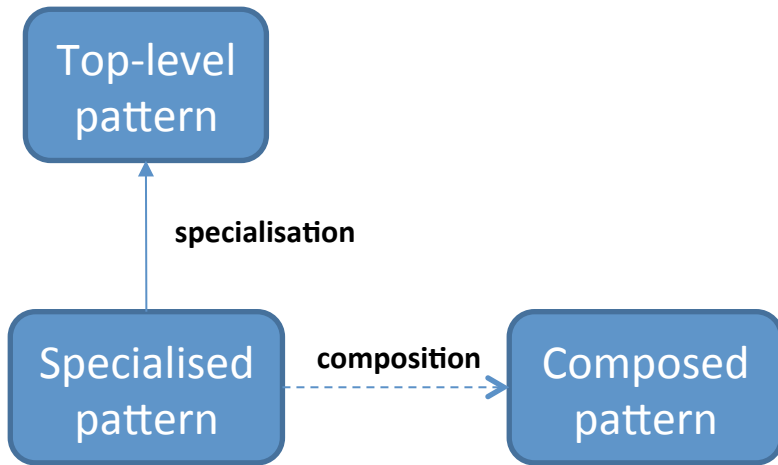 Top-level
pattern
specialisation
Specialised
pattern
composition
Composed
pattern